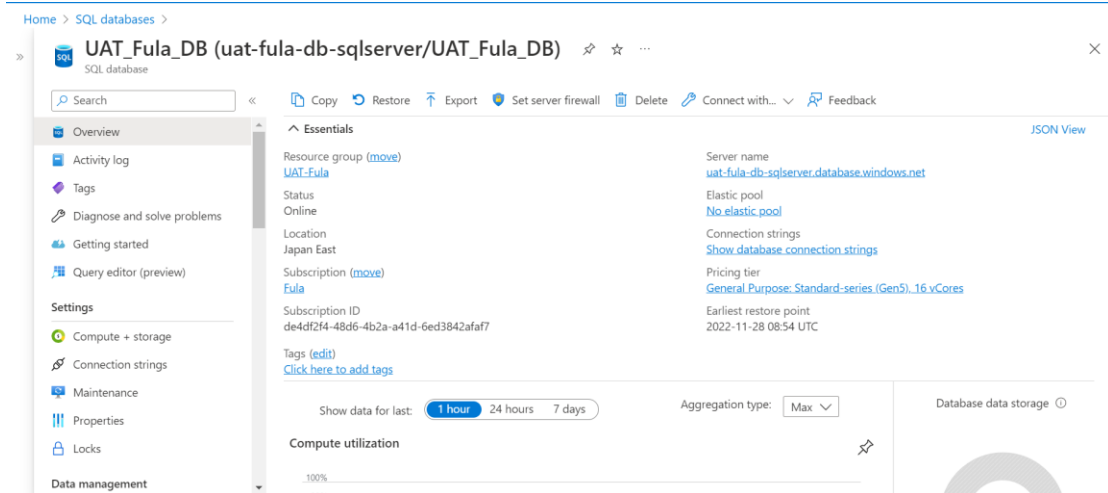 Home > SQL databases >
UAT_Fula_DB (uat-fula-db-sqlserver/UAT_Fula_DB)
SQL database
Search
Copy Restore Export Set server firewall Delete Connect with... Feedback
Overview
Activity log
Tags
Diagnose and solve problems
Getting started
Query editor (preview)
Settings
Compute + storage
Connection strings
Maintenance
Properties
Locks
Data management
Essentials
JSON View
Resource group (move)
UAT-Fula
Status
Online
Location
Japan East
Subscription (move)
Fula
Subscription ID
de4df2f4-48d6-4b2a-a41d-6ed3842afaf7
Tags (edit)
Click here to add tags
Server name
uat-fula-db-sqlserver.database.windows.net
Elastic pool
No elastic pool
Connection strings
Show database connection strings
Pricing tier
General Purpose: Standard-series (Gen5), 16 vCores
Earliest restore point
2022-11-28 08:54 UTC
Show data for last: 1 hour 24 hours 7 days
Aggregation type: Max
Database data storage
Compute utilization
100%